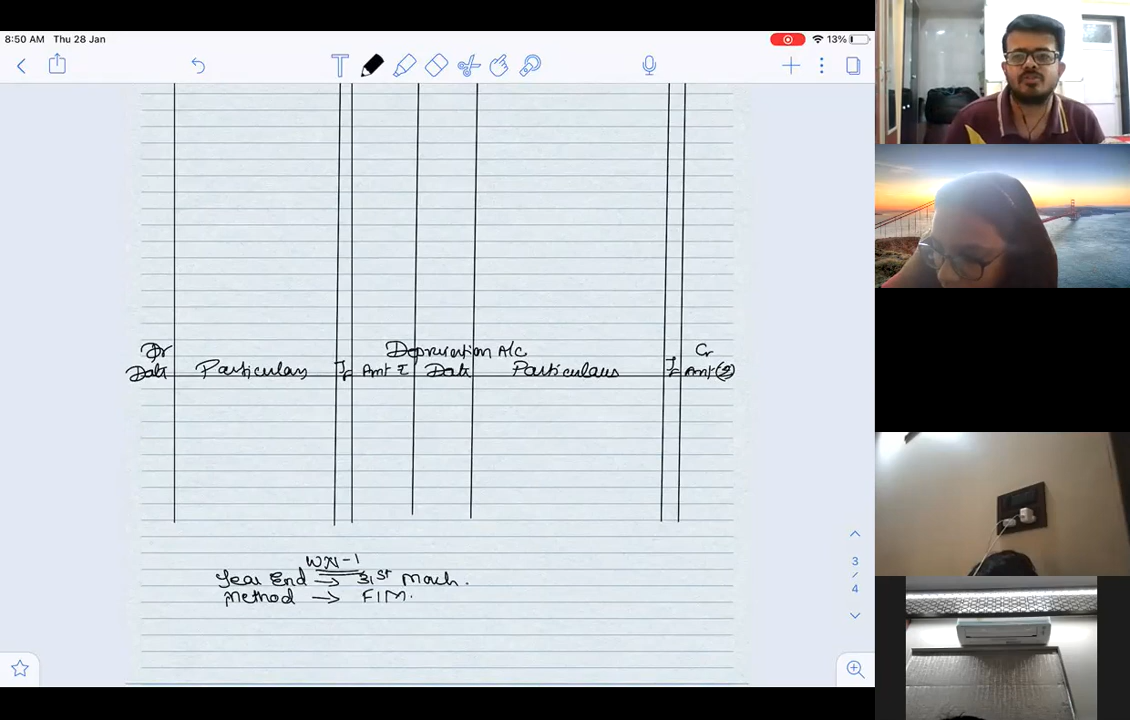 8:50 AM Thu 28 Jan
13%
T
Depreciation A/c
Dr
Cr
Date Particulars J.F Amt ₹ Date Particulars J.F Amt(₹)
WN-1
Year End → 31st March.
Method → FIM.
3
/
4